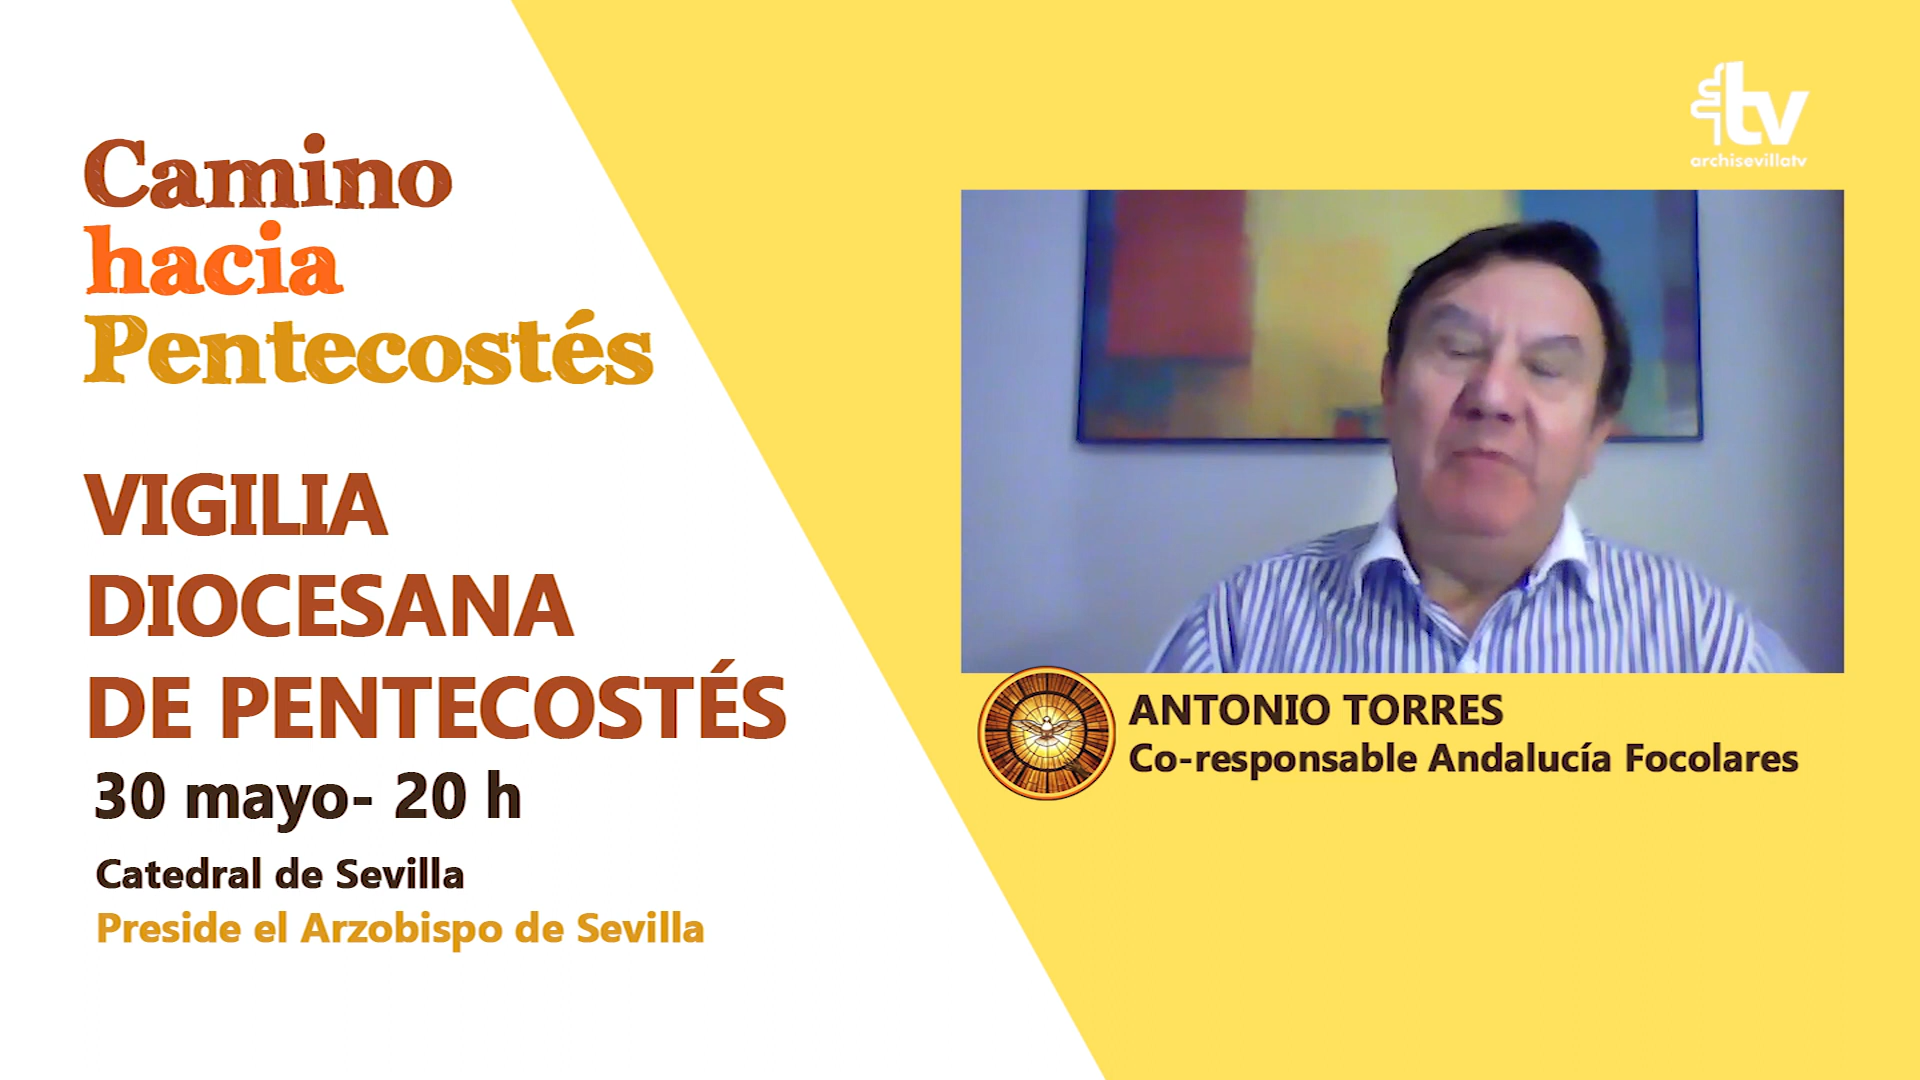 Camino
hacia
Pentecostés
VIGILIA
DIOCESANA
DE PENTECOSTÉS
30 mayo- 20 h
Catedral de Sevilla
Preside el Arzobispo de Sevilla
tv
archisevillatv
ANTONIO TORRES
Co-responsable Andalucía Focolares